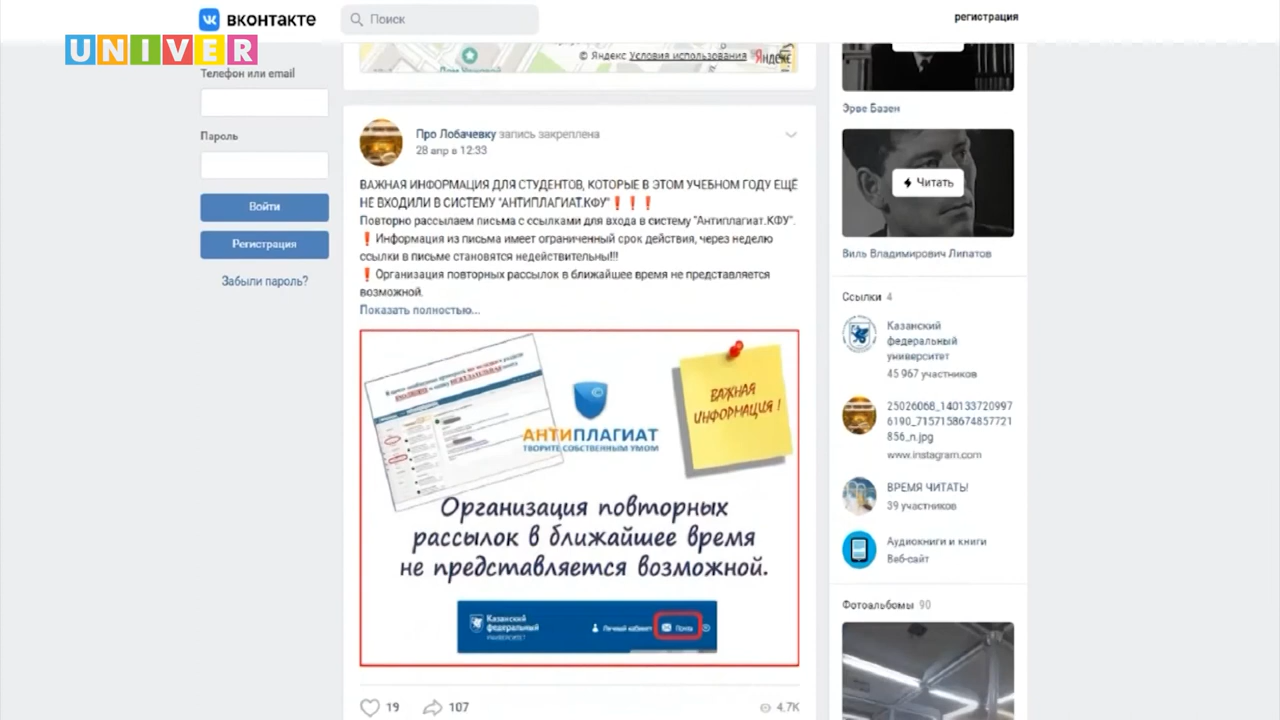 вконтакте
Поиск
регистрация
UNIVER
Телефон или email
Пароль
Войти
Регистрация
Забыли пароль?
© Яндекс Условия использования
Яндекс
Про Лобачевку запись закреплена
28 апр в 12:33
ВАЖНАЯ ИНФОРМАЦИЯ ДЛЯ СТУДЕНТОВ, КОТОРЫЕ В ЭТОМ УЧЕБНОМ ГОДУ ЕЩЁ
НЕ ВХОДИЛИ В СИСТЕМУ "АНТИПЛАГИАТ.КФУ"❗❗❗
Повторно рассылаем письма с ссылками для входа в систему "Антиплагиат.КФУ".
❗Информация из письма имеет ограниченный срок действия, через неделю
ссылки в письме становятся недействительны!!!
❗Организация повторных рассылок в ближайшее время не представляется
возможной.
Показать полностью...
АНТИПЛАГИАТ
ТВОРИТЕ СОБСТВЕННЫМ УМОМ
ВАЖНАЯ
ИНФОРМАЦИЯ!
Организация повторных
рассылок в ближайшее время
не представляется возможной.
Казанский
федеральный
УНИВЕРСИТЕТ
Личный кабинет
Почта
19
107
4.7K
Эрве Базен
Читать
Виль Владимирович Липатов
Ссылки 4
Казанский
федеральный
университет
45 967 участников
25026068_140133720997
6190_7157158674857721
856_n.jpg
www.instagram.com
ВРЕМЯ ЧИТАТЬ!
39 участников
Аудиокниги и книги
Веб-сайт
Фотоальбомы 90